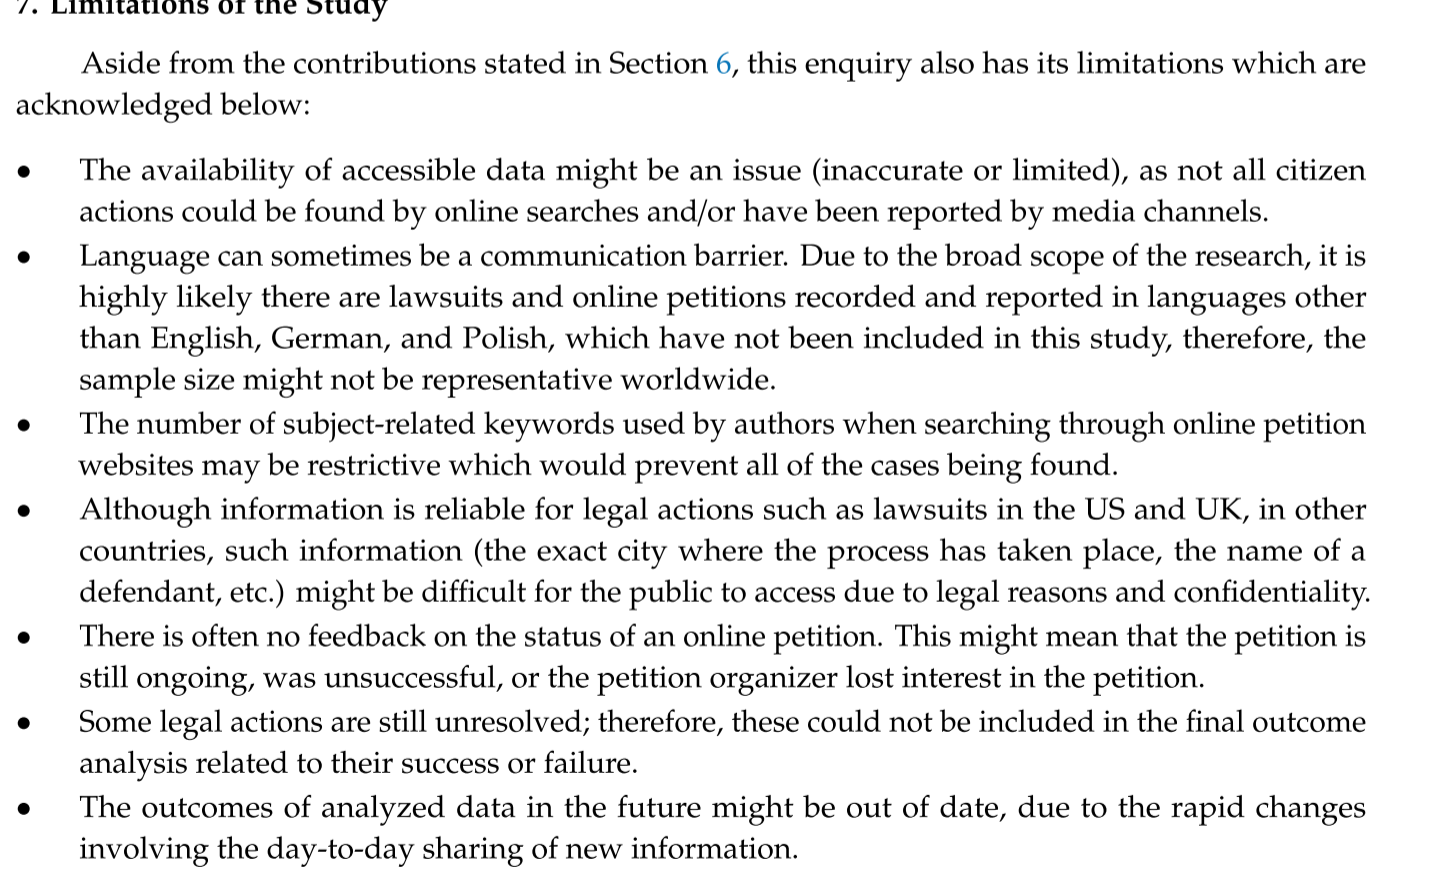 7. Limitations of the Study
Aside from the contributions stated in Section 6, this enquiry also has its limitations which are
acknowledged below:
• The availability of accessible data might be an issue (inaccurate or limited), as not all citizen
actions could be found by online searches and/or have been reported by media channels.
• Language can sometimes be a communication barrier. Due to the broad scope of the research, it is
highly likely there are lawsuits and online petitions recorded and reported in languages other
than English, German, and Polish, which have not been included in this study, therefore, the
sample size might not be representative worldwide.
• The number of subject-related keywords used by authors when searching through online petition
websites may be restrictive which would prevent all of the cases being found.
• Although information is reliable for legal actions such as lawsuits in the US and UK, in other
countries, such information (the exact city where the process has taken place, the name of a
defendant, etc.) might be difficult for the public to access due to legal reasons and confidentiality.
• There is often no feedback on the status of an online petition. This might mean that the petition is
still ongoing, was unsuccessful, or the petition organizer lost interest in the petition.
• Some legal actions are still unresolved; therefore, these could not be included in the final outcome
analysis related to their success or failure.
• The outcomes of analyzed data in the future might be out of date, due to the rapid changes
involving the day-to-day sharing of new information.